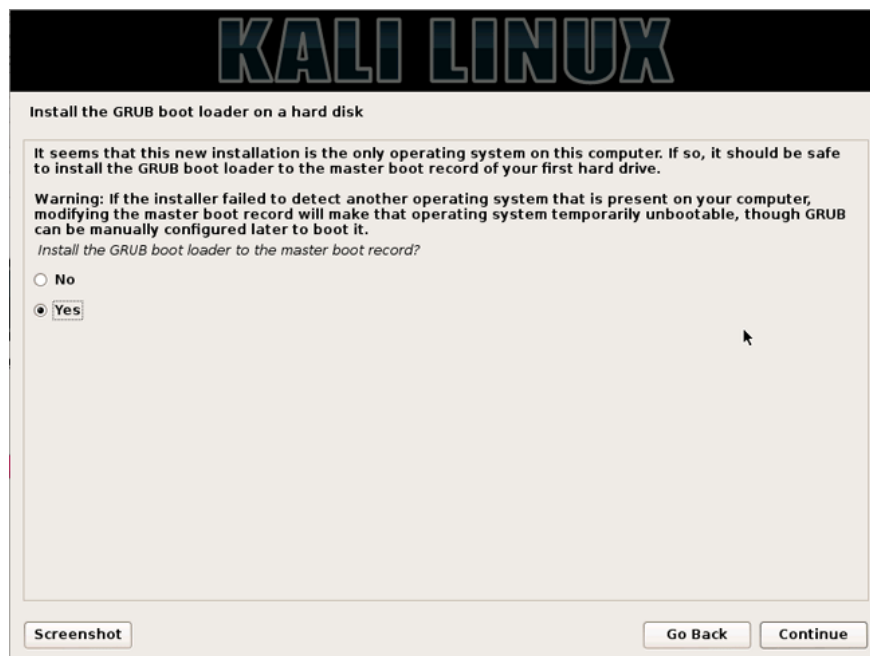 KALI LINUX
Install the GRUB boot loader on a hard disk
It seems that this new installation is the only operating system on this computer. If so, it should be safe
to install the GRUB boot loader to the master boot record of your first hard drive.
Warning: If the installer failed to detect another operating system that is present on your computer,
modifying the master boot record will make that operating system temporarily unbootable, though GRUB
can be manually configured later to boot it.
Install the GRUB boot loader to the master boot record?
No
Yes
Screenshot
Go Back
Continue